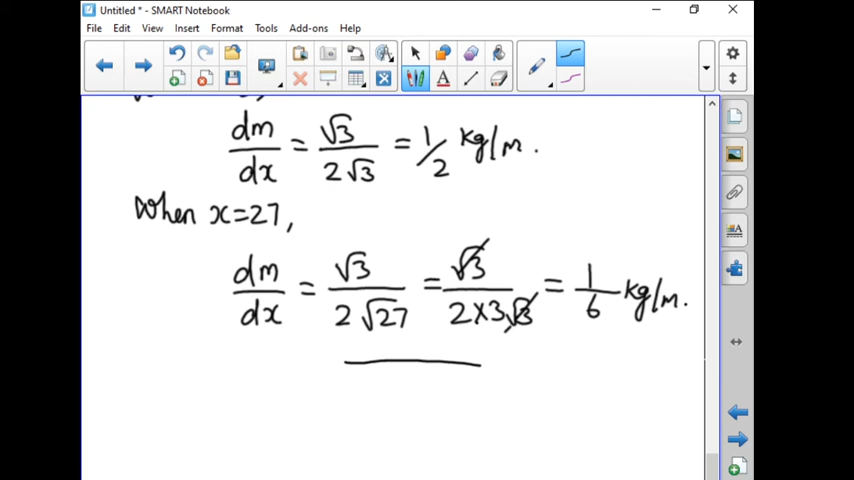 Untitled * - SMART Notebook
File Edit View Insert Format Tools Add-ons Help
dm/dx = √3/2√3 = 1/2 kg/m.
When x=27,
dm/dx = √3/2√27 = √3/2×3√3 = 1/6 kg/m.